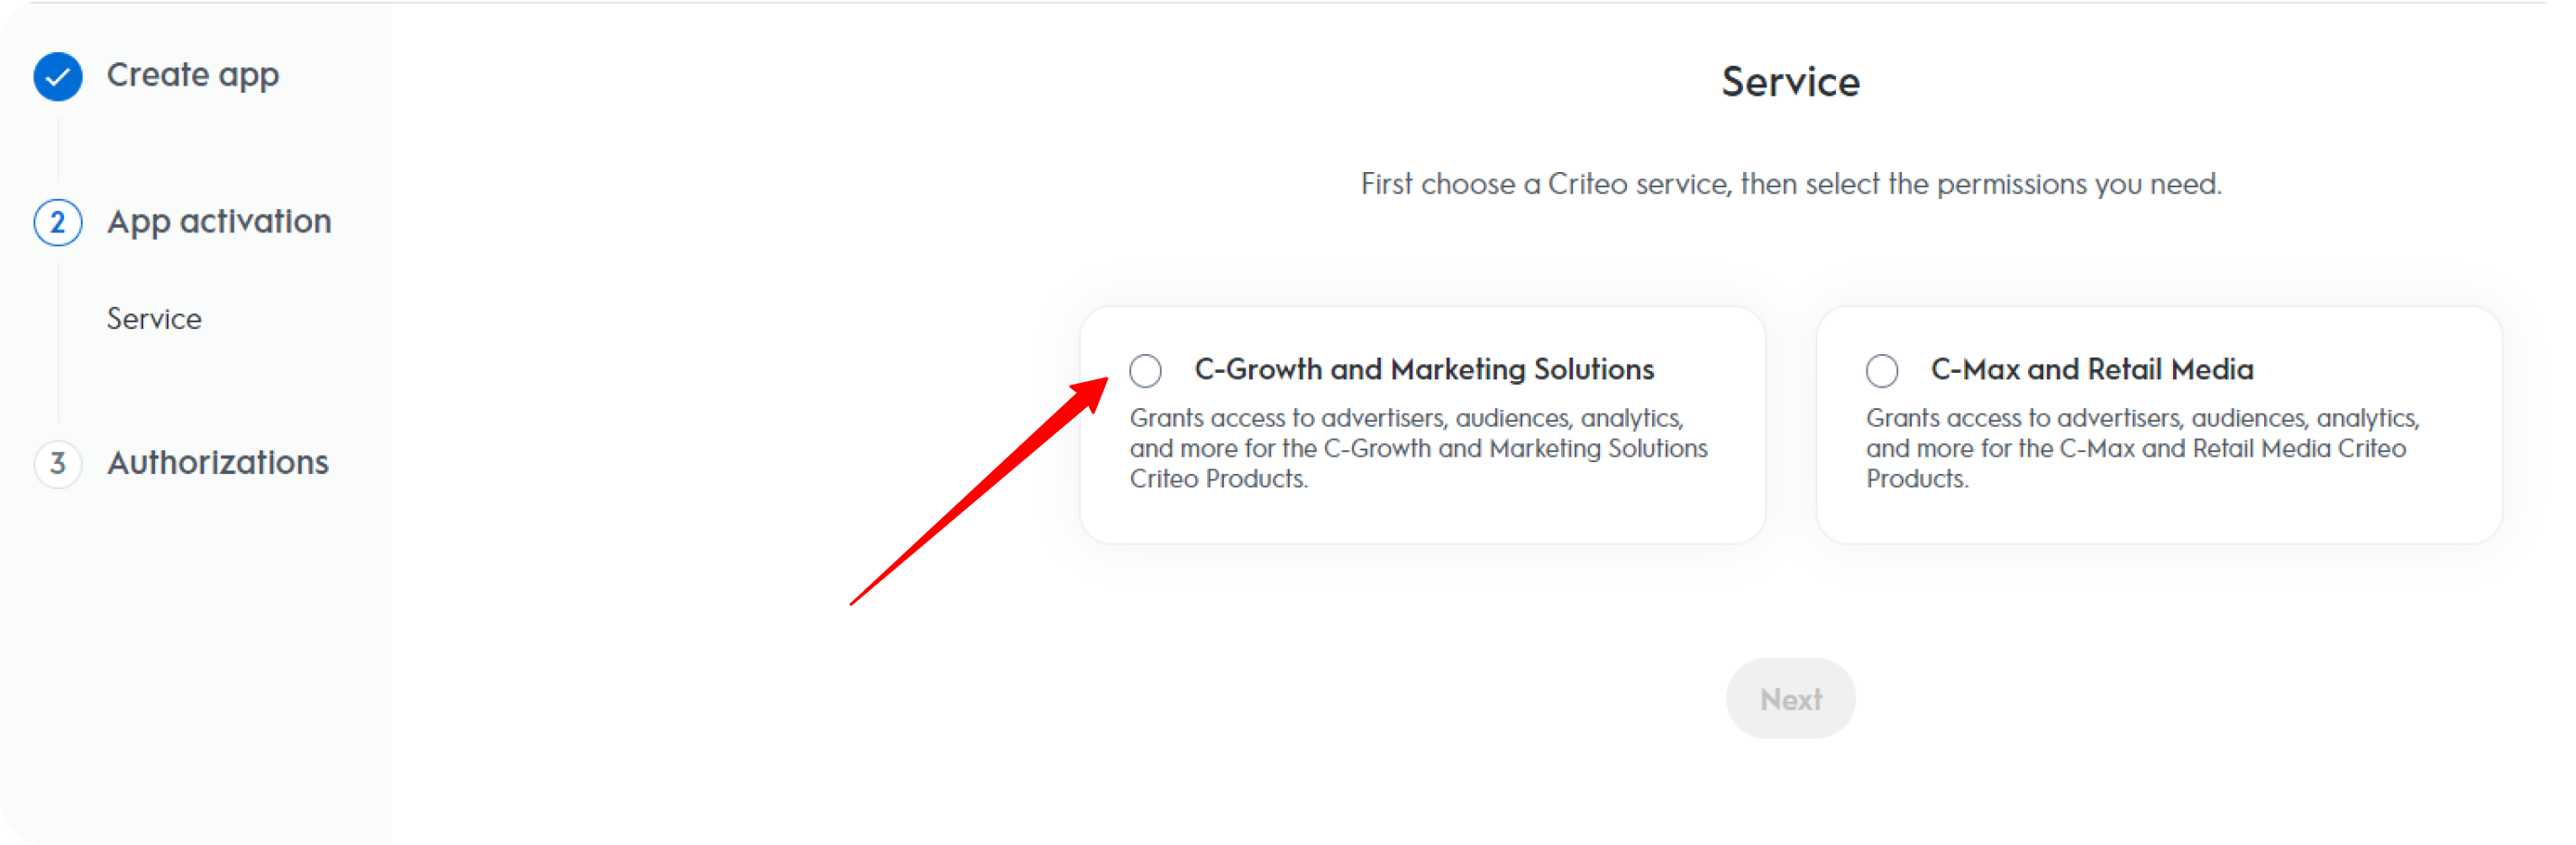 Create app
2 App activation
Service
3 Authorizations
Service
First choose a Criteo service, then select the permissions you need.
C-Growth and Marketing Solutions
Grants access to advertisers, audiences, analytics,
and more for the C-Growth and Marketing Solutions
Criteo Products.
C-Max and Retail Media
Grants access to advertisers, audiences, analytics,
and more for the C-Max and Retail Media Criteo
Products.
Next